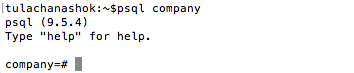 [tulachanashok:~$psql company
psql (9.5.4)
Type "help" for help.
company=#